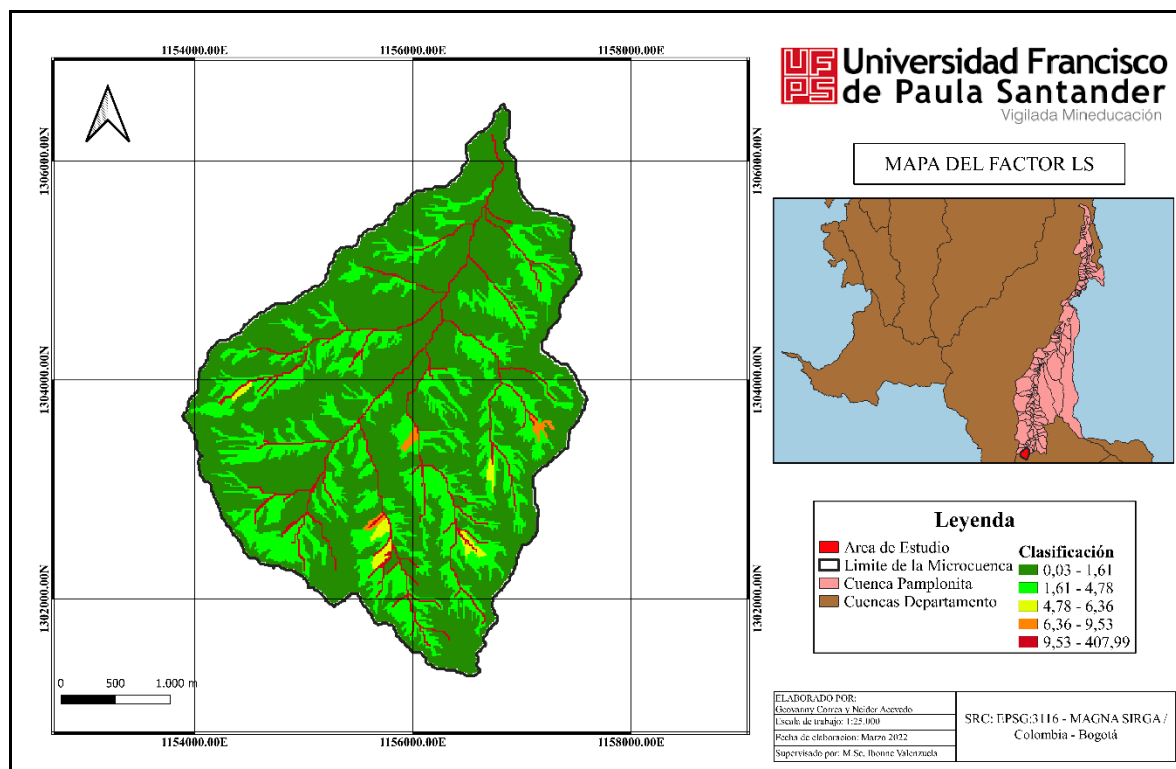 1154000.00E 1156000.00E 1158000.00E
1306000.00N 1306000.00N
1304000.00N 1304000.00N
1302000.00N 1302000.00N
0 500 1.000 m
1154000.00E 1156000.00E 1158000.00E
UFPS
Universidad Francisco
de Paula Santander
Vigilada Mineducación
MAPA DEL FACTOR LS
Leyenda
Area de Estudio
Limite de la Microcuenca
Cuenca Pamplonita
Cuencas Departamento
Clasificación
0,03 - 1,61
1,61 - 4,78
4,78 - 6,36
6,36 - 9,53
9,53 - 407,99
ELABORADO POR:
Geovanny Correa y Neider Acevedo
Escala de trabajo: 1:25.000
Fecha de elaboracion: Marzo 2022
Supervisado por: M.Sc. Ihonne Valenzuela
SRC: EPSG:3116 - MAGNA SIRGA /
Colombia - Bogotá